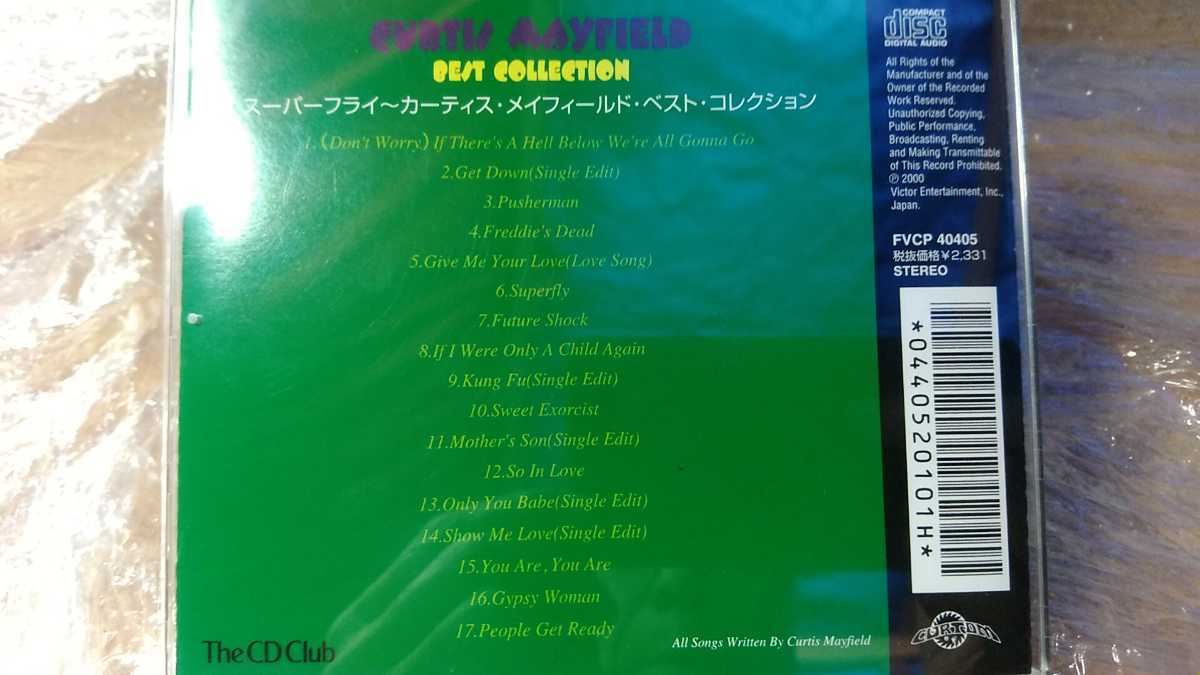 CURTIS MAYFIELD
BEST COLLECTION
スーパーフライ~カーティス・メイフィールド・ベスト・コレクション
1.(Don't Worry) If There's A Hell Below We're All Gonna Go
2.Get Down(Single Edit)
3.Pusherman
4.Freddie's Dead
5.Give Me Your Love(Love Song)
6.Superfly
7.Future Shock
8.If I Were Only A Child Again
9.Kung Fu(Single Edit)
10.Sweet Exorcist
11.Mother's Son(Single Edit)
12.So In Love
13.Only You Babe(Single Edit)
14.Show Me Love(Single Edit)
15.You Are, You Are
16.Gypsy Woman
17.People Get Ready
The CD Club
All Songs Written By Curtis Mayfield
COMPACT
disc
DIGITAL AUDIO
All Rights of the
Manufacturer and of the
Owner of the Recorded
Work Reserved.
Unauthorized Copying,
Public Performance,
Broadcasting, Renting
and Making Transmittable
of This Record Prohibited.
℗ 2000
Victor Entertainment, Inc.,
Japan.
FVCP 40405
税抜価格¥2,331
STEREO
*0440520101H*
CURTOM